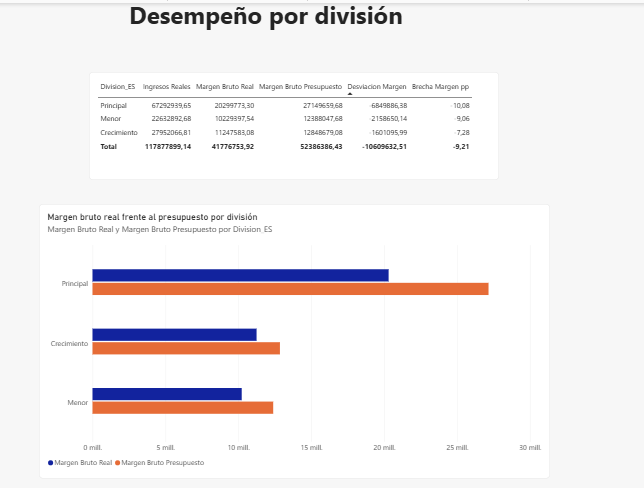 Desempeño por división
Division_ES Ingresos Reales Margen Bruto Real Margen Bruto Presupuesto Desviacion Margen Brecha Margen pp
Principal 67292939,65 20299773,30 27149659,68 -6849886,38 -10,08
Menor 22632892,68 10229397,54 12388047,68 -2158650,14 -9,06
Crecimiento 27952066,81 11247583,08 12848679,08 -1601095,99 -7,28
Total 117877899,14 41776753,92 52386386,43 -10609632,51 -9,21
Margen bruto real frente al presupuesto por división
Margen Bruto Real y Margen Bruto Presupuesto por Division_ES
Principal
Crecimiento
Menor
0 mill. 5 mill. 10 mill. 15 mill. 20 mill. 25 mill. 30 mill.
Margen Bruto Real Margen Bruto Presupuesto